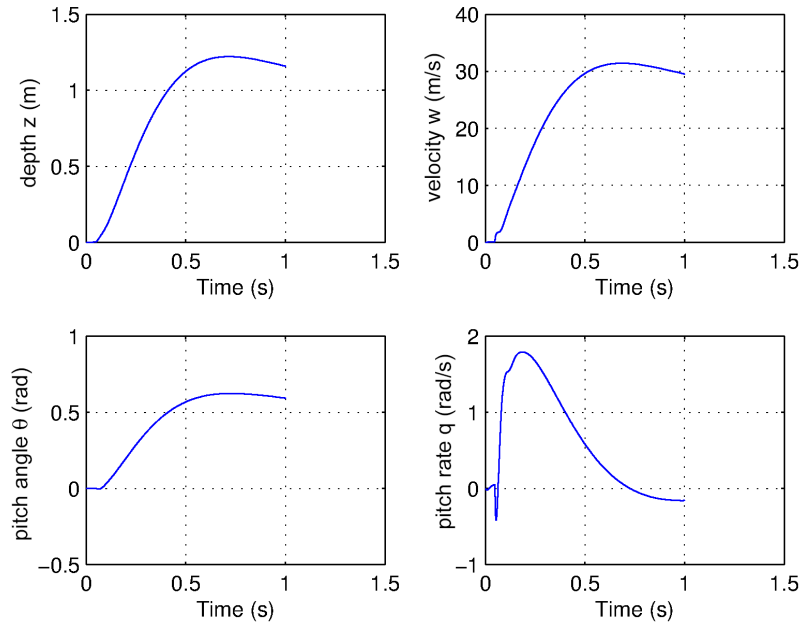 1.5
1
0.5
0
depth z (m)
0 0.5 1 1.5
Time (s)
40
30
20
10
0
velocity w (m/s)
0 0.5 1 1.5
Time (s)
1
0.5
0
−0.5
pitch angle θ (rad)
0 0.5 1 1.5
Time (s)
2
1
0
−1
pitch rate q (rad/s)
0 0.5 1 1.5
Time (s)